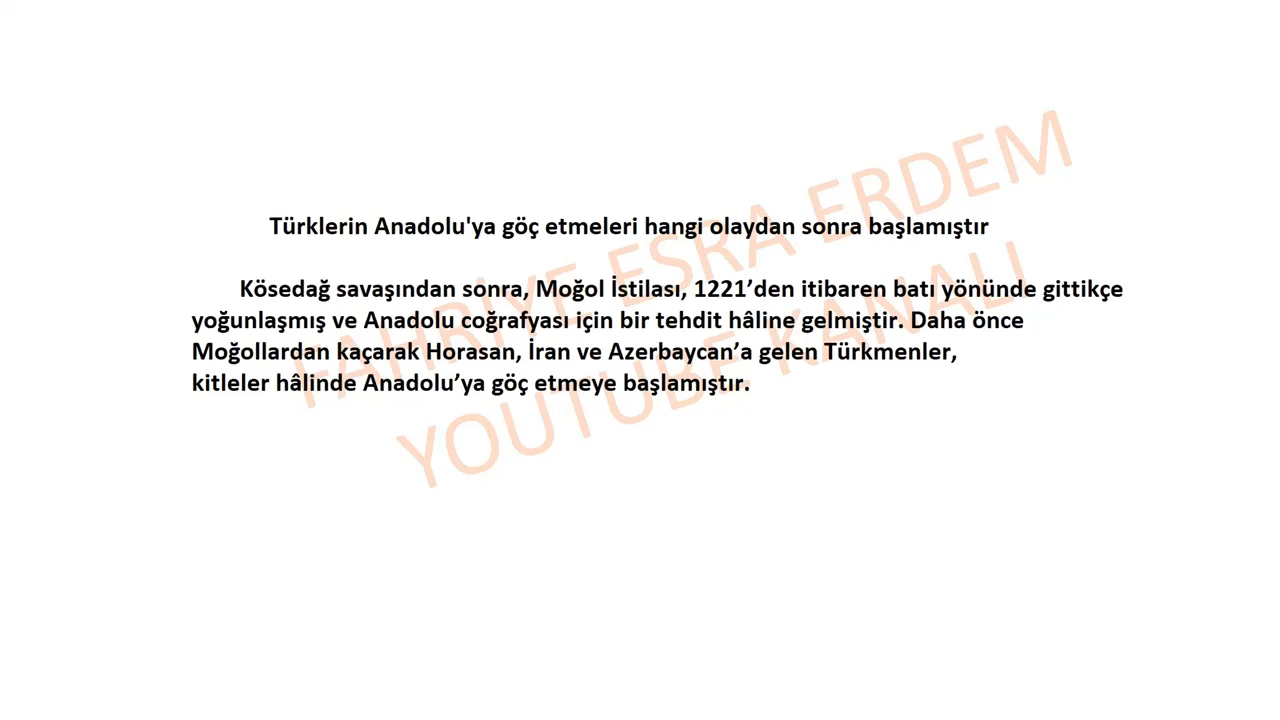 Türklerin Anadolu'ya göç etmeleri hangi olaydan sonra başlamıştır
Kösedağ savaşından sonra, Moğol İstilası, 1221’den itibaren batı yönünde gittikçe
yoğunlaşmış ve Anadolu coğrafyası için bir tehdit hâline gelmiştir. Daha önce
Moğollardan kaçarak Horasan, İran ve Azerbaycan’a gelen Türkmenler,
kitleler hâlinde Anadolu’ya göç etmeye başlamıştır.
FAHRİYE ESRA ERDEM
YOUTUBE KANALI